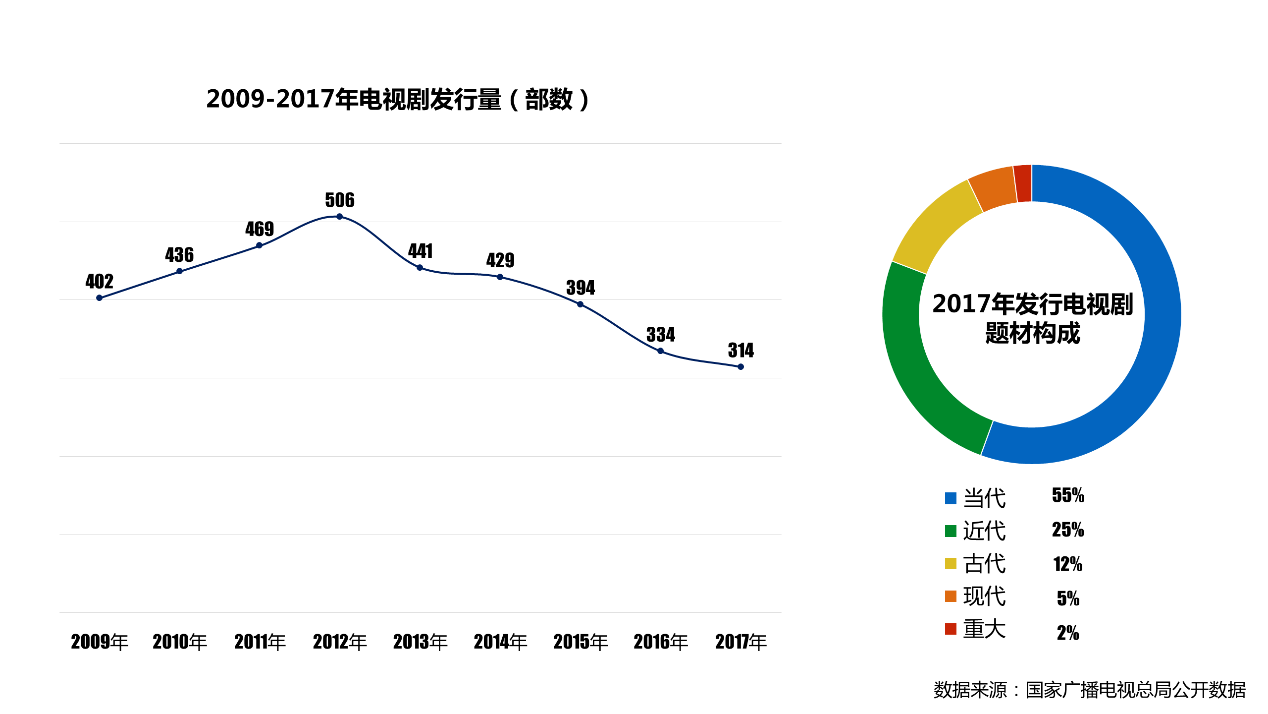 2009-2017年电视剧发行量（部数）
506
469
436
402
441
429
394
334
314
2009年 2010年 2011年 2012年 2013年 2014年 2015年 2016年 2017年
2017年发行电视剧
题材构成
当代 55%
近代 25%
古代 12%
现代 5%
重大 2%
数据来源：国家广播电视总局公开数据